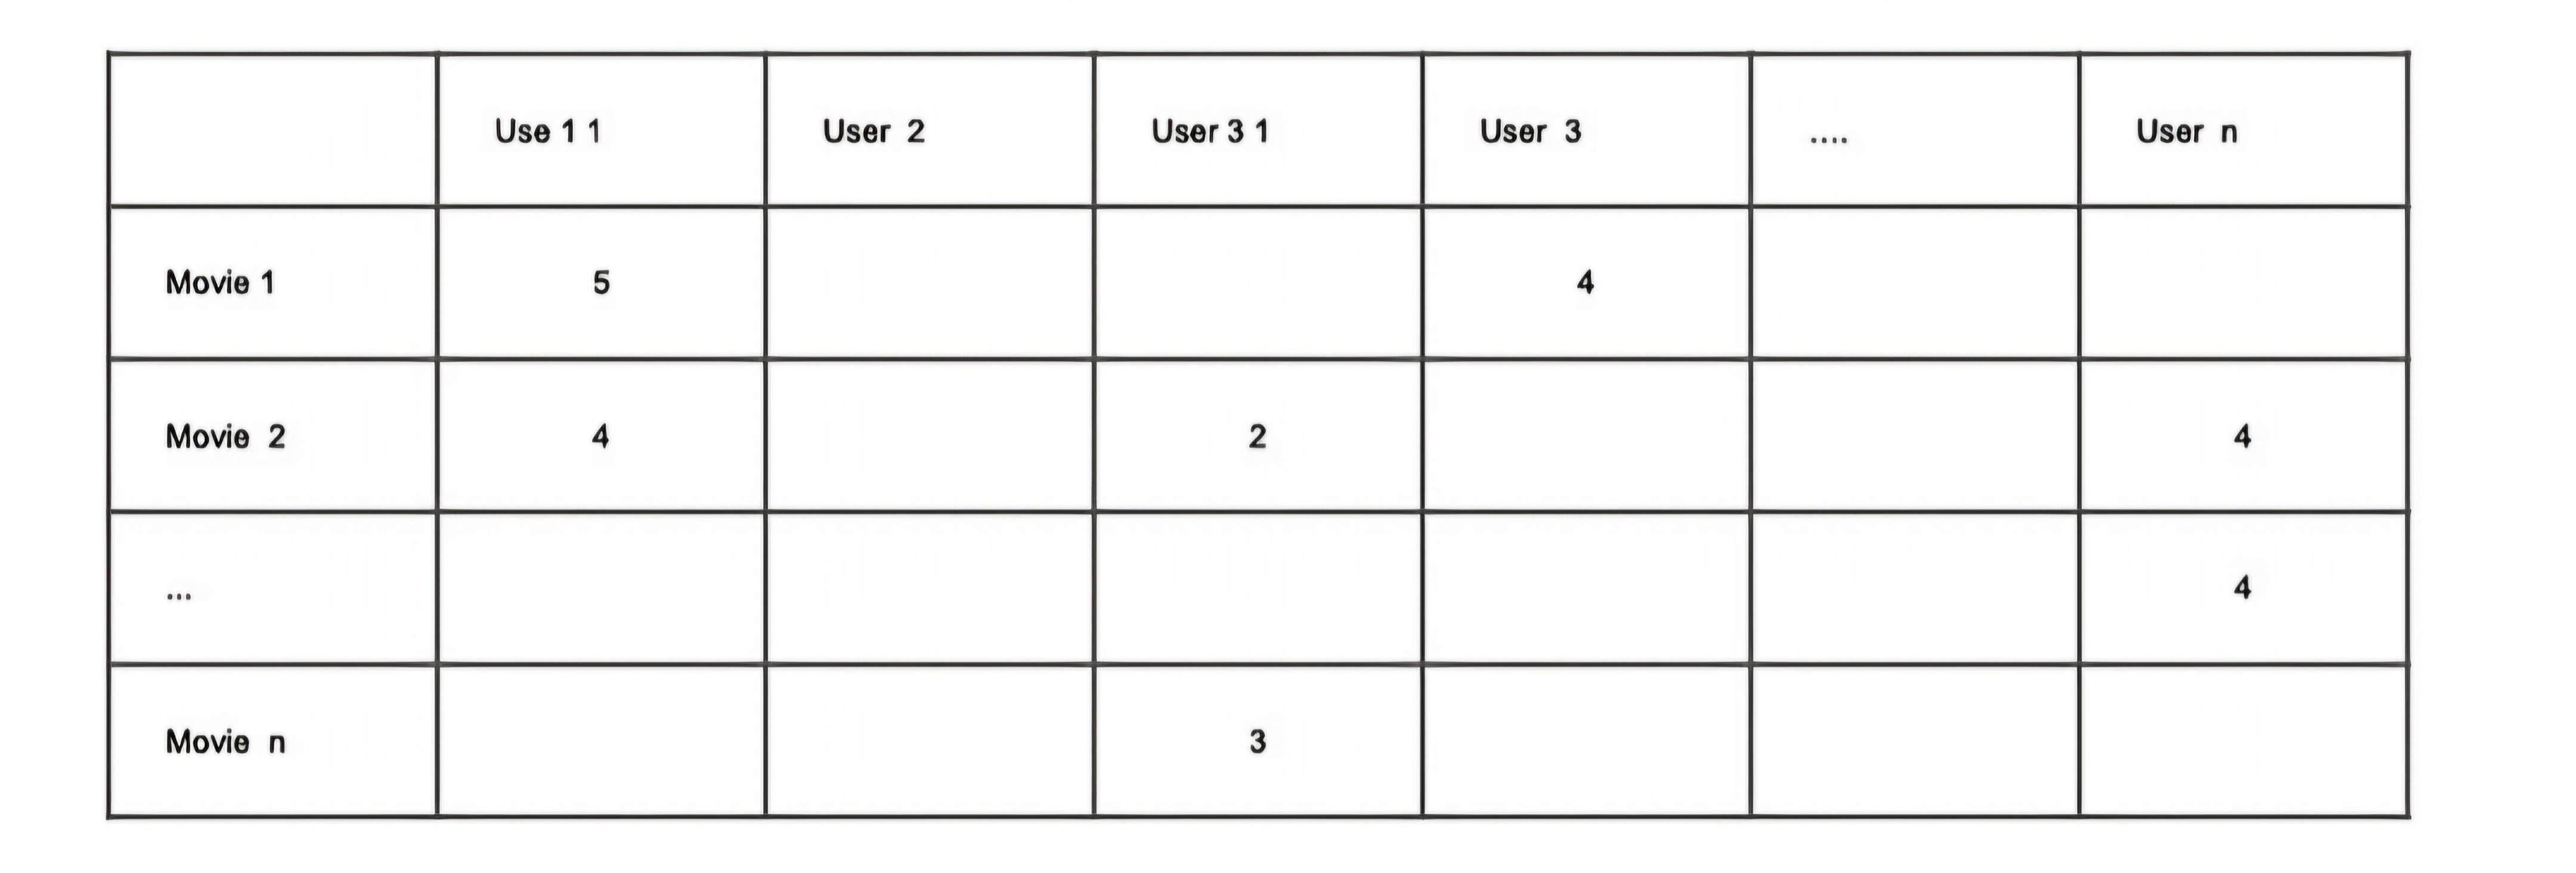 Use 1 1 User 2 User 3 1 User 3 .... User n
Movie 1 5 4
Movie 2 4 2 4
... 4
Movie n 3